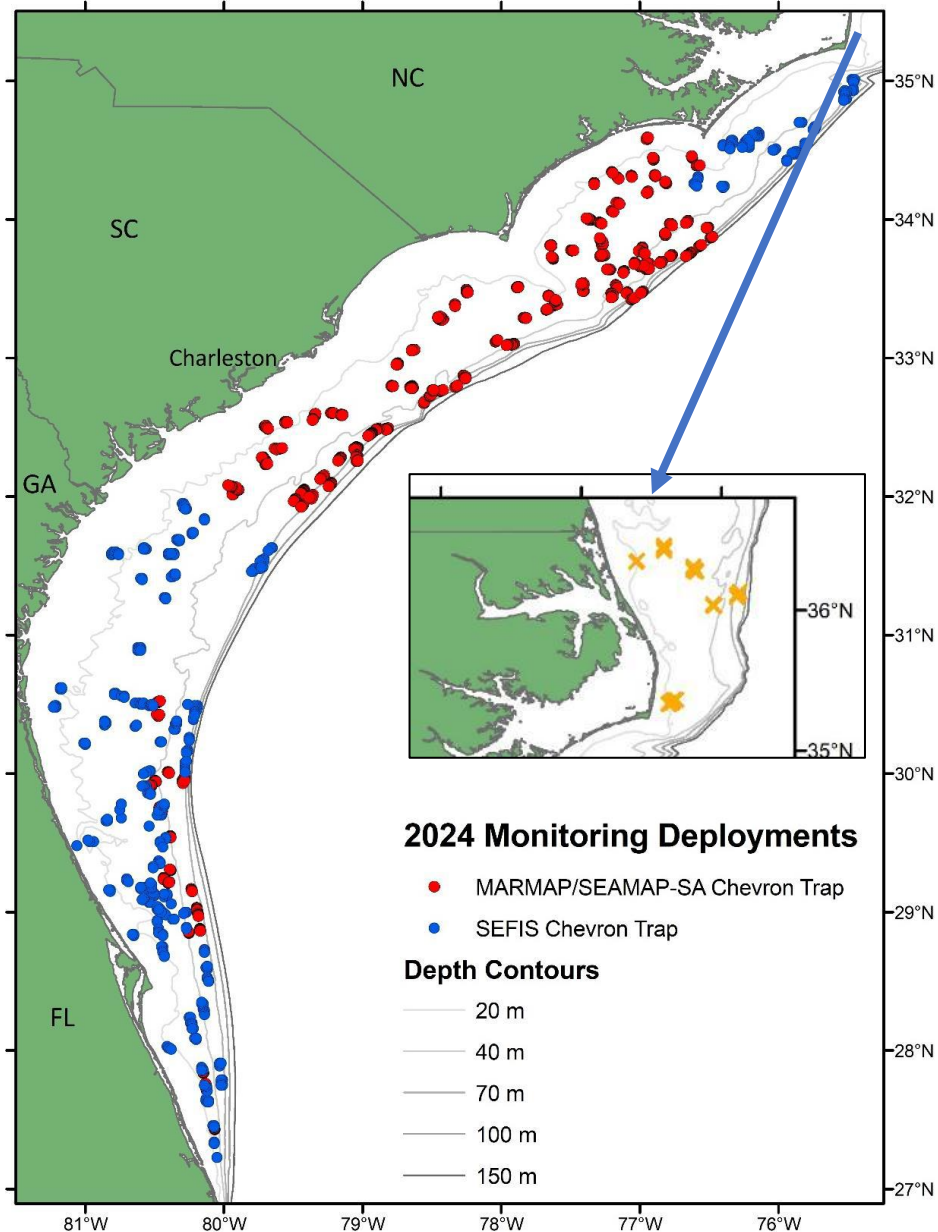 NC
35°N
SC
34°N
Charleston
33°N
GA
32°N
36°N
31°N
35°N
30°N
2024 Monitoring Deployments
MARMAP/SEAMAP-SA Chevron Trap
SEFIS Chevron Trap
29°N
Depth Contours
20 m
FL
40 m
28°N
70 m
100 m
150 m
27°N
81°W 80°W 79°W 78°W 77°W 76°W